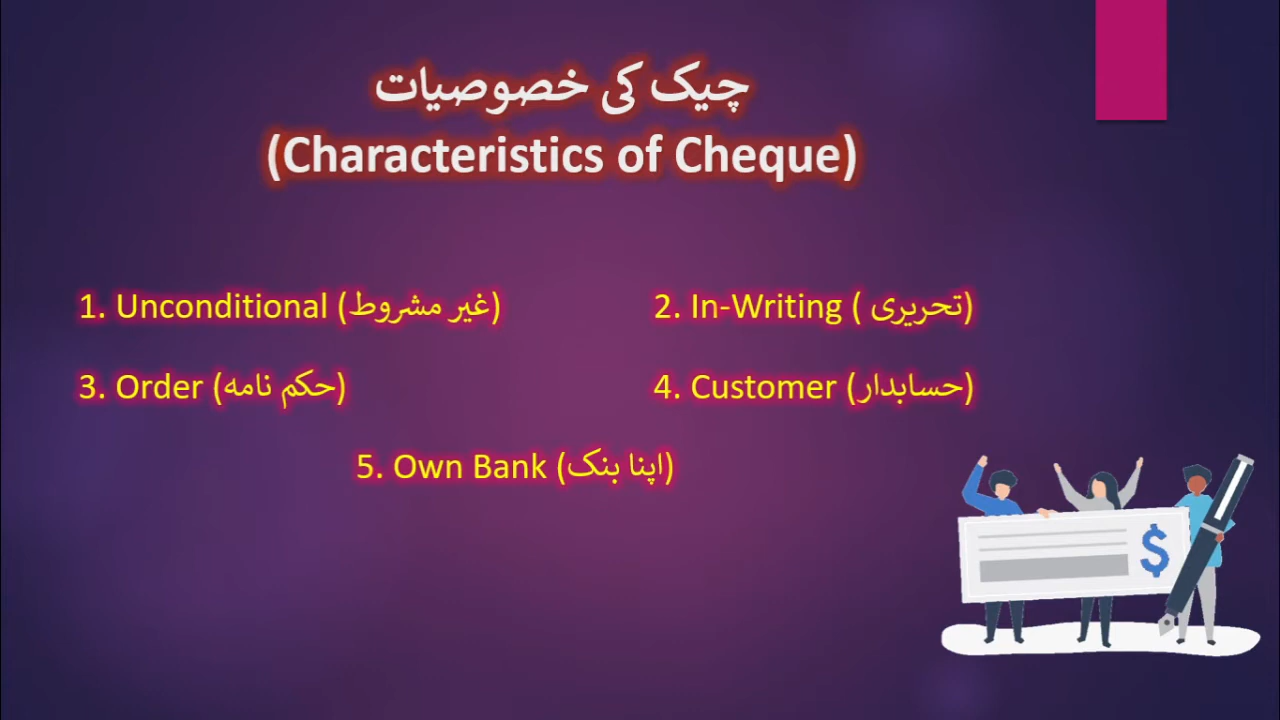 چیک کی خصوصیات
(Characteristics of Cheque)
1. Unconditional (غیر مشروط)
2. In-Writing ( تحریری)
3. Order (حکم نامہ)
4. Customer (حسابدار)
5. Own Bank (اپنا بنک)
$